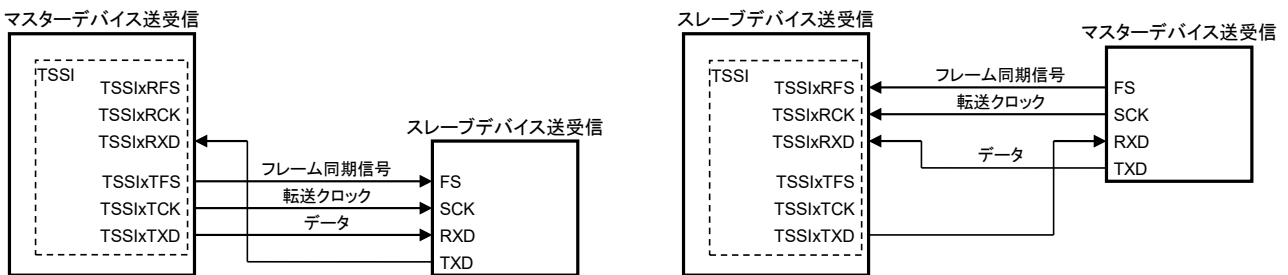 マスターデバイス送受信
TSSI
TSSIxRFS
TSSIxRCK
TSSIxRXD
TSSIxTFS
TSSIxTCK
TSSIxTXD
フレーム同期信号
転送クロック
データ
スレーブデバイス送受信
FS
SCK
RXD
TXD
スレーブデバイス送受信
TSSI
TSSIxRFS
TSSIxRCK
TSSIxRXD
TSSIxTFS
TSSIxTCK
TSSIxTXD
フレーム同期信号
転送クロック
データ
マスターデバイス送受信
FS
SCK
RXD
TXD